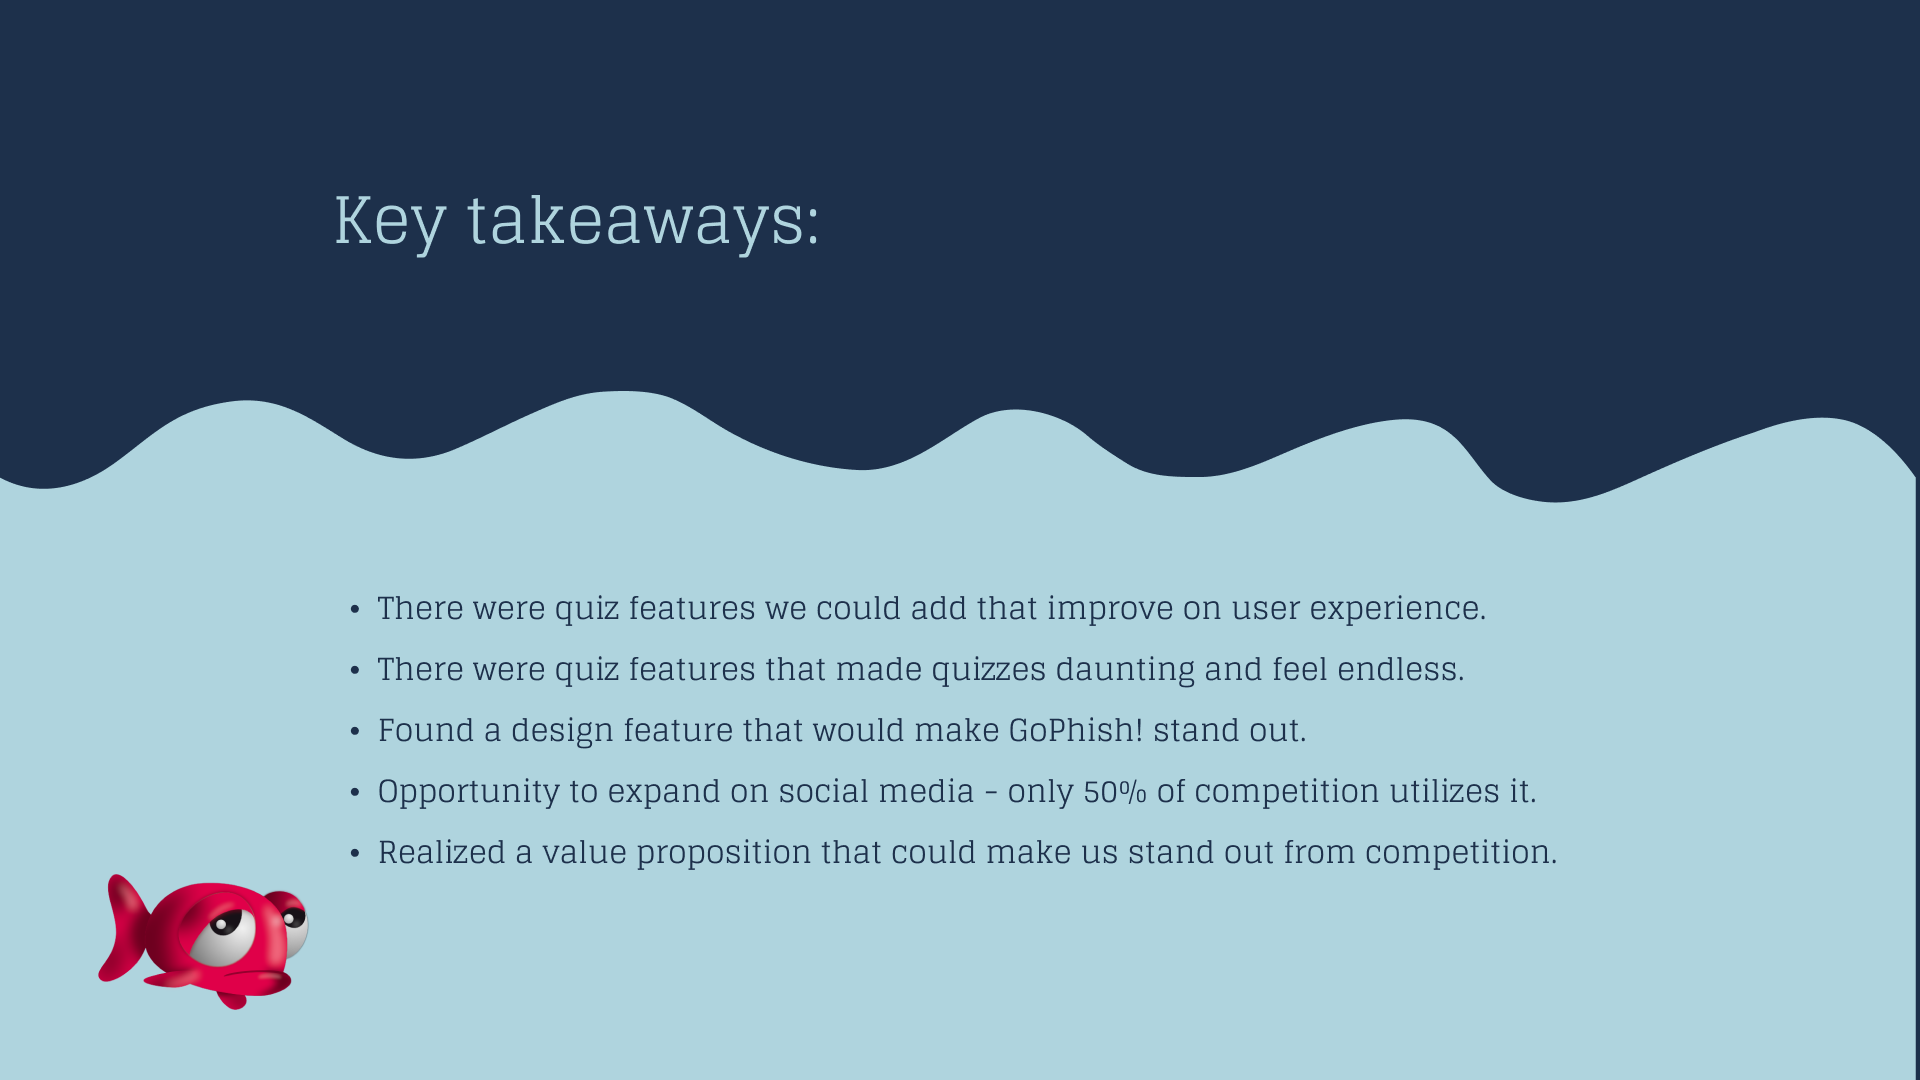 Key takeaways:
• There were quiz features we could add that improve on user experience.
• There were quiz features that made quizzes daunting and feel endless.
• Found a design feature that would make GoPhish! stand out.
• Opportunity to expand on social media – only 50% of competition utilizes it.
• Realized a value proposition that could make us stand out from competition.